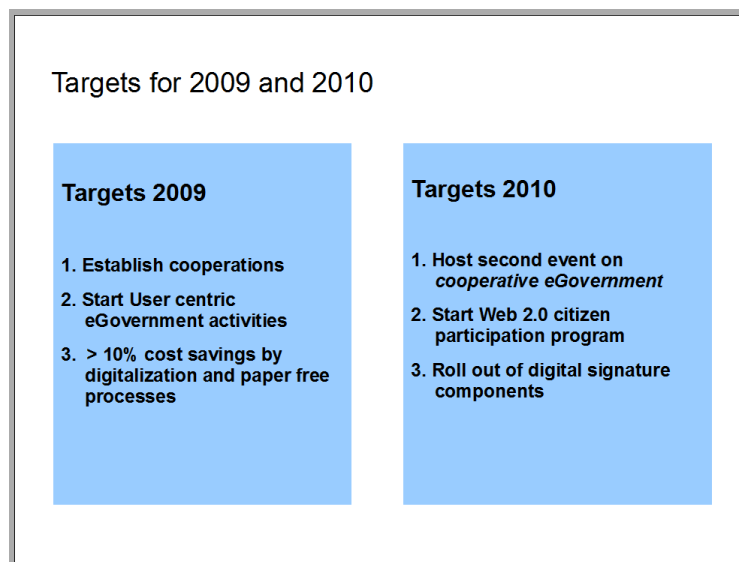 Targets for 2009 and 2010
Targets 2009
1. Establish cooperations
2. Start User centric
eGovernment activities
3. > 10% cost savings by
digitalization and paper free
processes
Targets 2010
1. Host second event on
cooperative eGovernment
2. Start Web 2.0 citizen
participation program
3. Roll out of digital signature
components